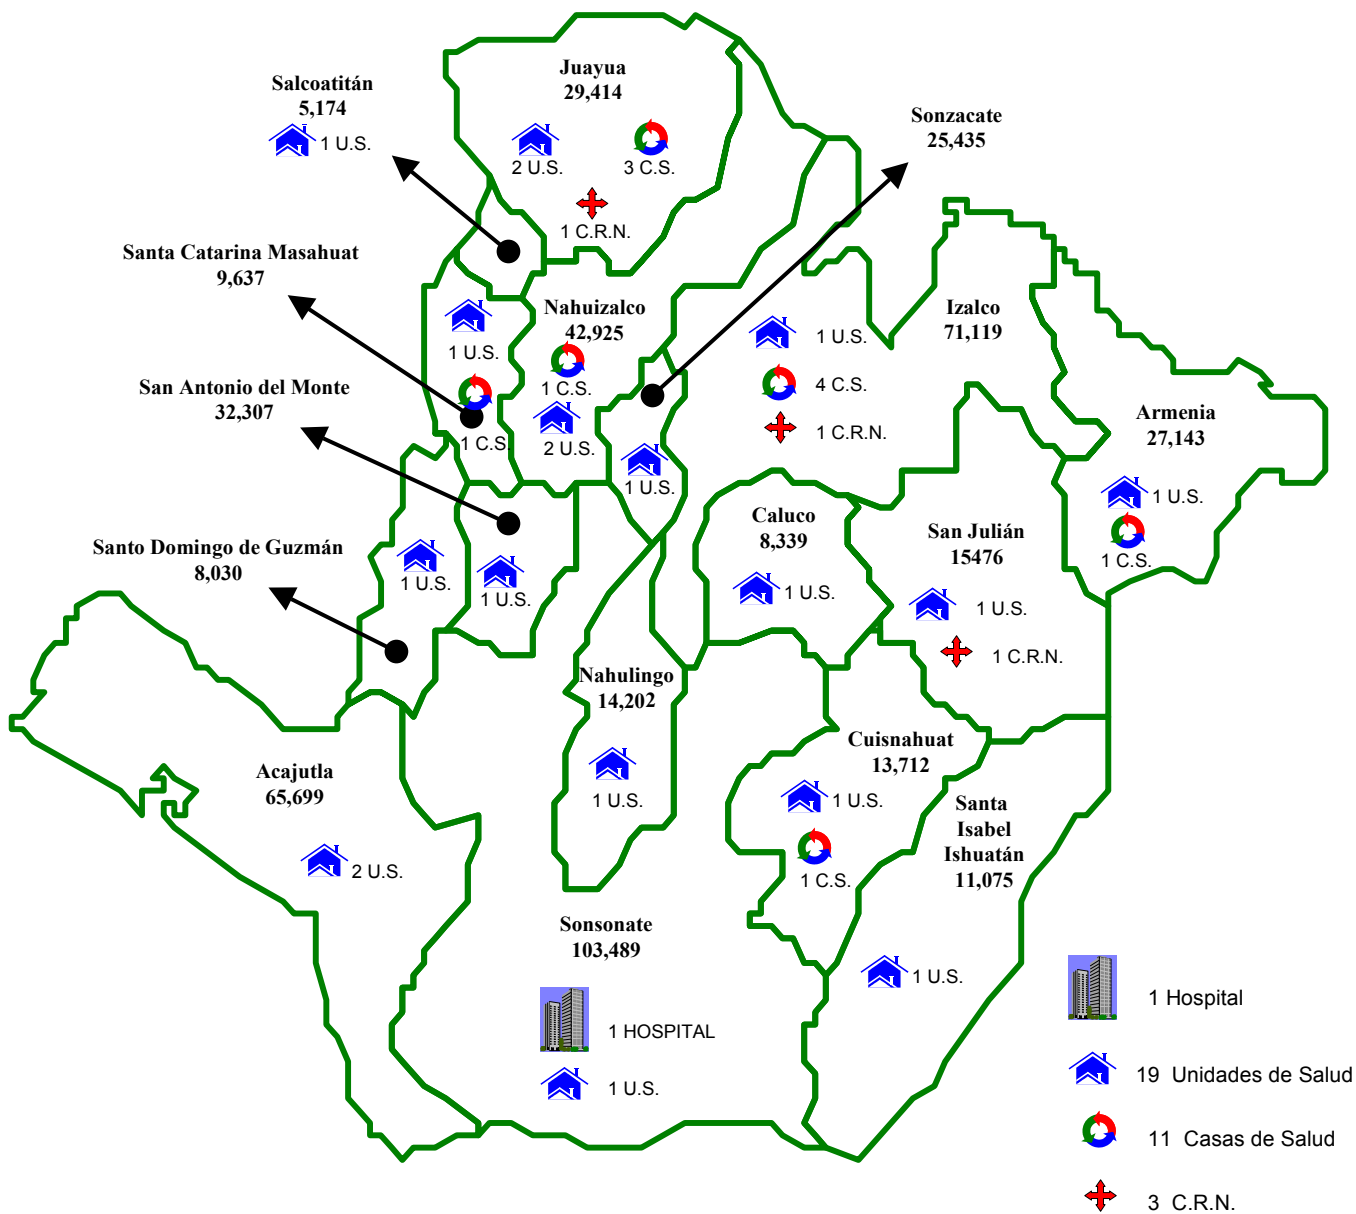 Juayua
29,414
2 U.S.
3 C.S.
1 C.R.N.
Salcoatitán
5,174
1 U.S.
Sonzacate
25,435
Santa Catarina Masahuat
9,637
1 U.S.
1 C.S.
Nahuizalco
42,925
1 C.S.
2 U.S.
1 U.S.
Izalco
71,119
1 U.S.
4 C.S.
1 C.R.N.
San Antonio del Monte
32,307
1 U.S.
Armenia
27,143
1 U.S.
1 C.S.
Caluco
8,339
1 U.S.
San Julián
15476
1 U.S.
1 C.R.N.
Santo Domingo de Guzmán
8,030
1 U.S.
Nahulingo
14,202
1 U.S.
Cuisnahuat
13,712
1 U.S.
1 C.S.
Acajutla
65,699
2 U.S.
Santa
Isabel
Ishuatán
11,075
1 U.S.
Sonsonate
103,489
1 HOSPITAL
1 U.S.
1 Hospital
19 Unidades de Salud
11 Casas de Salud
3 C.R.N.